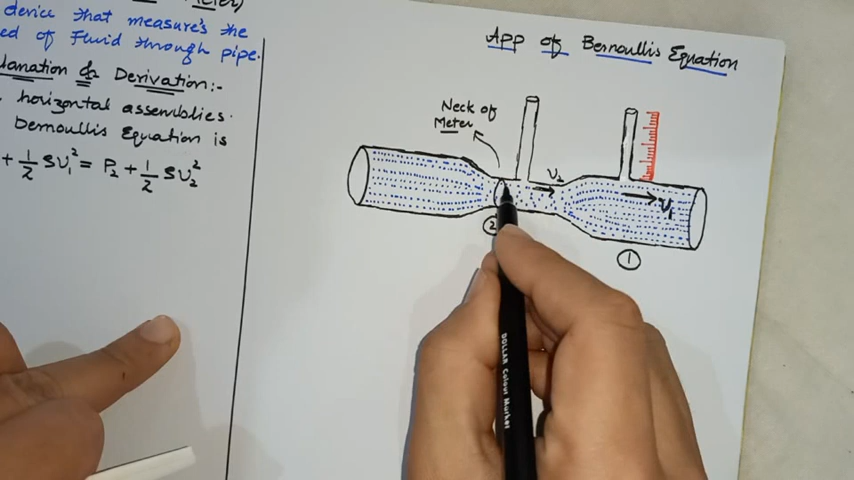 device that measure's the
ed of Fluid through pipe.
lanation & Derivation:-
horizontal assemblies.
Bernoullis Equation is
+ 1/2 ρv₁² = P₂ + 1/2 ρv₂²
App of Bernoullis Equation
Neck of
Meter
v₂
v₁
②
①
DOLLAR Colour Marker